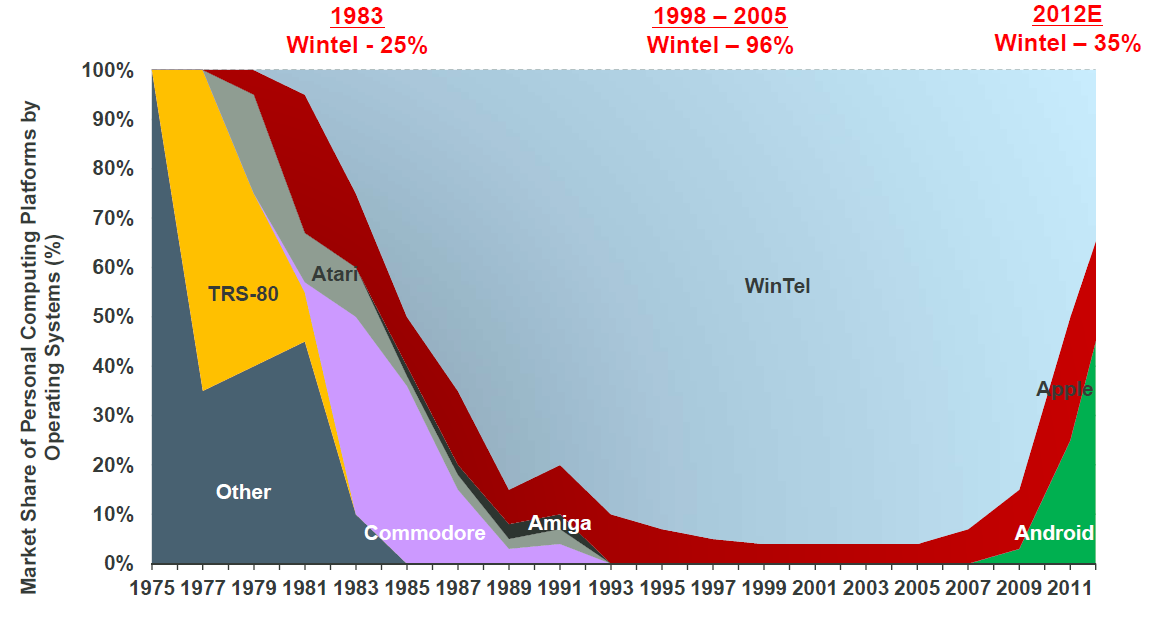 1983
Wintel - 25%
1998 – 2005
Wintel – 96%
2012E
Wintel – 35%
Market Share of Personal Computing Platforms by
Operating Systems (%)
100%
90%
80%
70%
60%
50%
40%
30%
20%
10%
0%
Atari
TRS-80
WinTel
Apple
Other
Commodore
Amiga
Android
1975 1977 1979 1981 1983 1985 1987 1989 1991 1993 1995 1997 1999 2001 2003 2005 2007 2009 2011